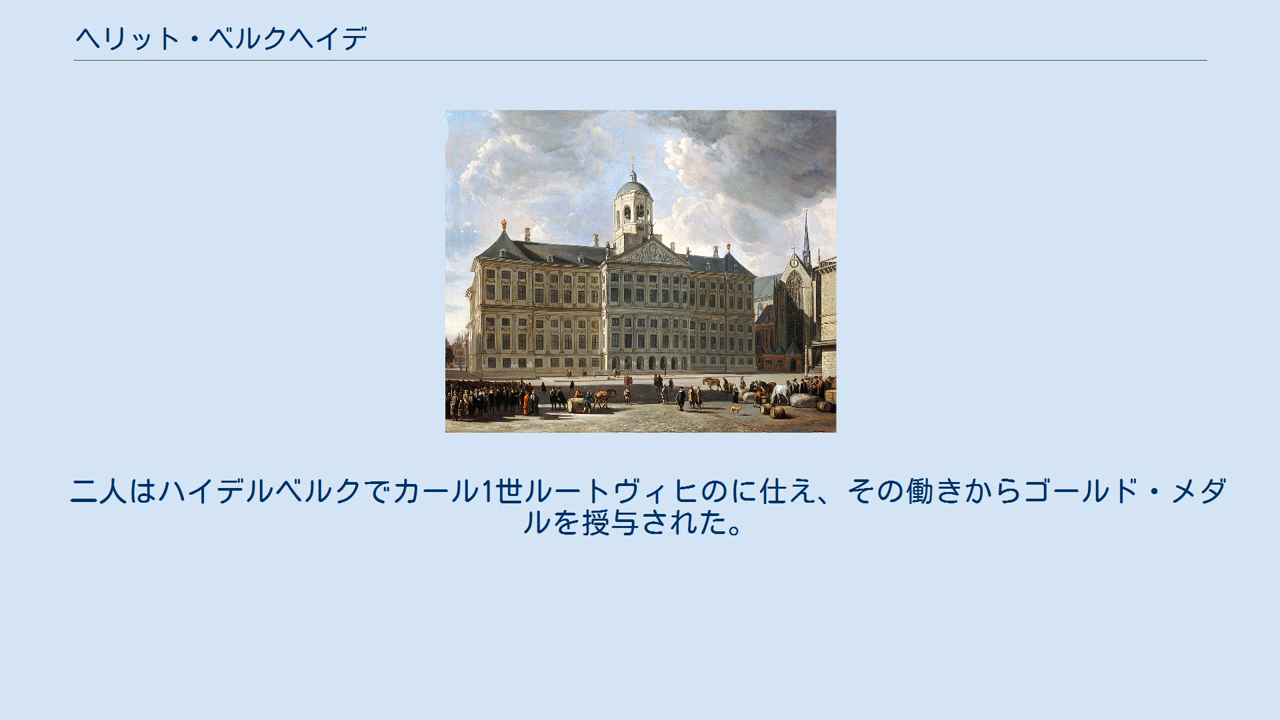 ヘリット・ベルクヘイデ
二人はハイデルベルクでカール1世ルートヴィヒのに仕え、その働きからゴールド・メダ
ルを授与された。